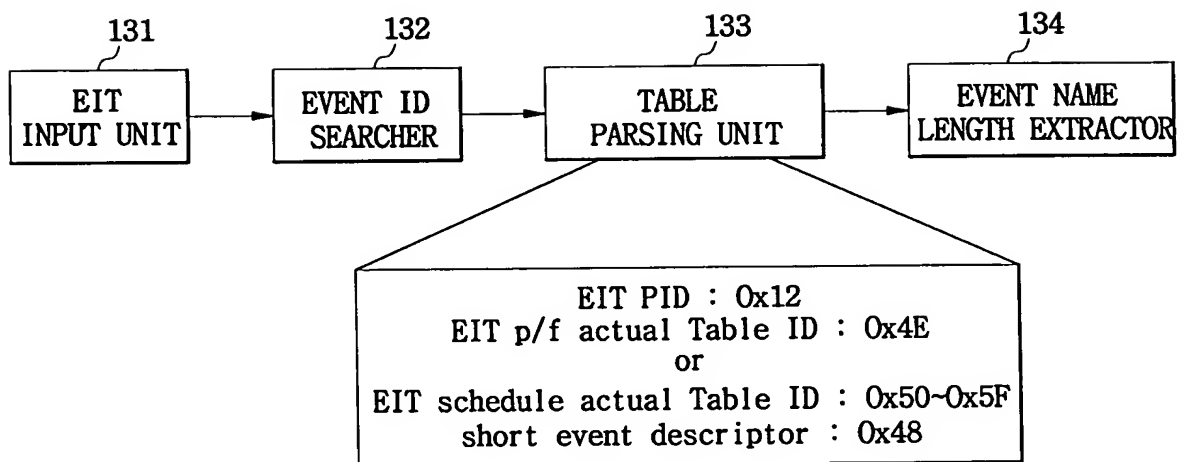 131
132
133
134
EIT
INPUT UNIT
EVENT ID
SEARCHER
TABLE
PARSING UNIT
EVENT NAME
LENGTH EXTRACTOR
EIT PID : 0x12
EIT p/f actual Table ID : 0x4E
or
EIT schedule actual Table ID : 0x50~0x5F
short event descriptor : 0x48